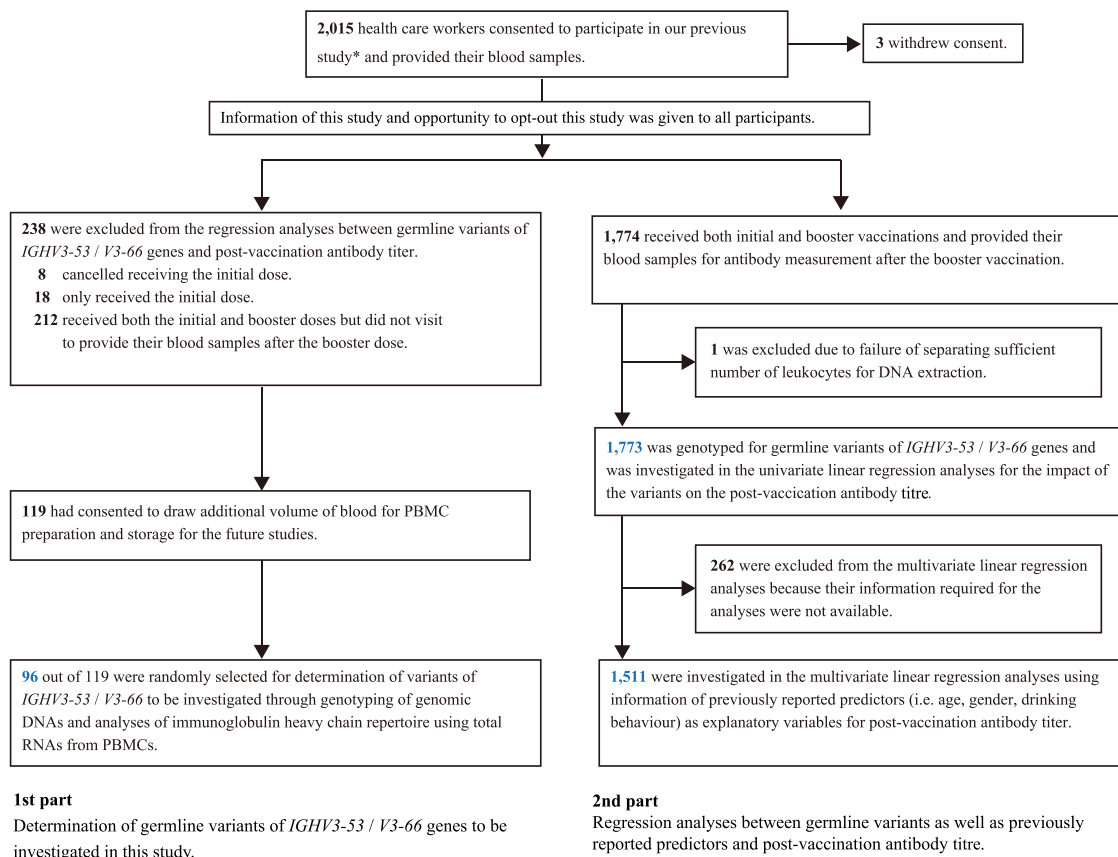 2,015 health care workers consented to participate in our previous
study* and provided their blood samples.
3 withdrew consent.
Information of this study and opportunity to opt-out this study was given to all participants.
238 were excluded from the regression analyses between germline variants of
IGHV3-53 / V3-66 genes and post-vaccination antibody titer.
8 cancelled receiving the initial dose.
18 only received the initial dose.
212 received both the initial and booster doses but did not visit
to provide their blood samples after the booster dose.
119 had consented to draw additional volume of blood for PBMC
preparation and storage for the future studies.
96 out of 119 were randomly selected for determination of variants of
IGHV3-53 / V3-66 to be investigated through genotyping of genomic
DNAs and analyses of immunoglobulin heavy chain repertoire using total
RNAs from PBMCs.
1st part
Determination of germline variants of IGHV3-53 / V3-66 genes to be
investigated in this study.
1,774 received both initial and booster vaccinations and provided their
blood samples for antibody measurement after the booster vaccination.
1 was excluded due to failure of separating sufficient
number of leukocytes for DNA extraction.
1,773 was genotyped for germline variants of IGHV3-53 / V3-66 genes and
was investigated in the univariate linear regression analyses for the impact of
the variants on the post-vaccication antibody titre.
262 were excluded from the multivariate linear regression
analyses because their information required for the
analyses were not available.
1,511 were investigated in the multivariate linear regression analyses using
information of previously reported predictors (i.e. age, gender, drinking
behaviour) as explanatory variables for post-vaccination antibody titer.
2nd part
Regression analyses between germline variants as well as previously
reported predictors and post-vaccination antibody titre.